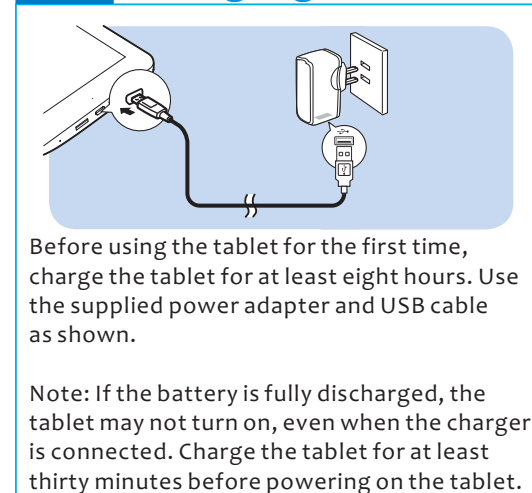 Before using the tablet for the first time,
charge the tablet for at least eight hours. Use
the supplied power adapter and USB cable
as shown.
Note: If the battery is fully discharged, the
tablet may not turn on, even when the charger
is connected. Charge the tablet for at least
thirty minutes before powering on the tablet.